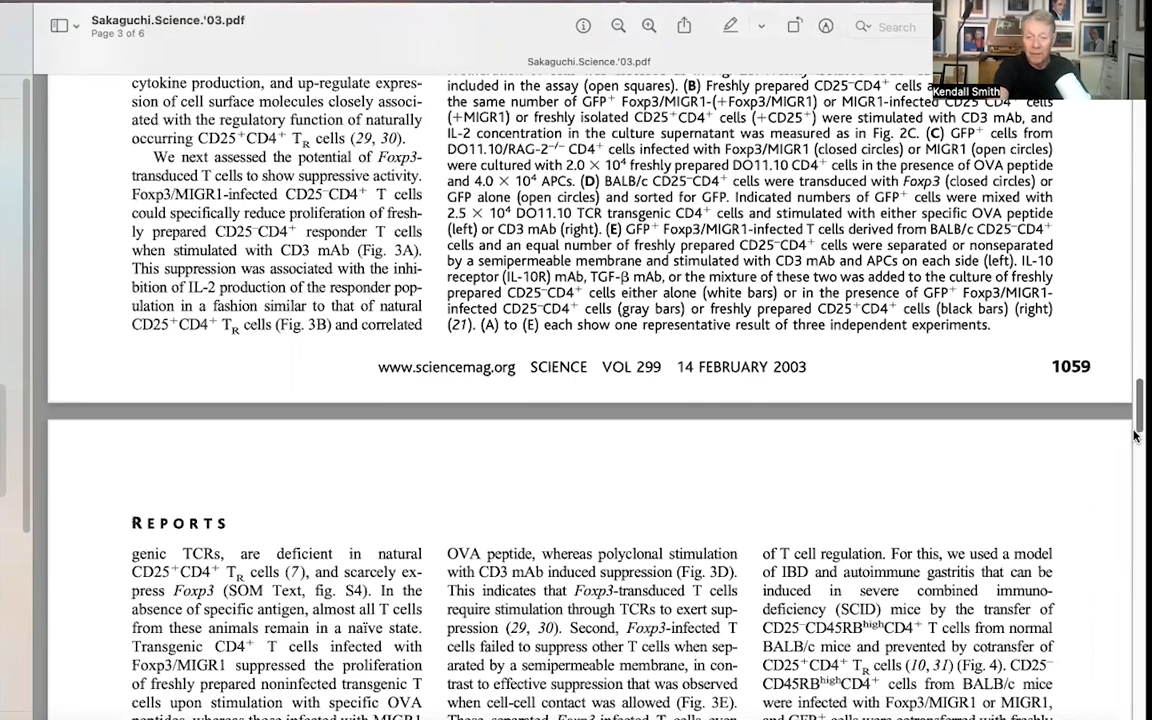 Sakaguchi.Science.'03.pdf
Page 3 of 6
Search
Sakaguchi.Science.'03.pdf
Kendall Smith
cytokine production, and up-regulate expres-
sion of cell surface molecules closely associ-
ated with the regulatory function of naturally
occurring CD25⁺CD4⁺ T_R cells (29, 30).
We next assessed the potential of Foxp3-
transduced T cells to show suppressive activity.
Foxp3/MIGR1-infected CD25⁻CD4⁺ T cells
could specifically reduce proliferation of fresh-
ly prepared CD25⁻CD4⁺ responder T cells
when stimulated with CD3 mAb (Fig. 3A).
This suppression was associated with the inhi-
bition of IL-2 production of the responder pop-
ulation in a fashion similar to that of natural
CD25⁺CD4⁺ T_R cells (Fig. 3B) and correlated
included in the assay (open squares). (B) Freshly prepared CD25⁻CD4⁺ cells
the same number of GFP⁺ Foxp3/MIGR1-(+Foxp3/MIGR1) or MIGR1-infected CD25⁻CD4⁺ cells
(+MIGR1) or freshly isolated CD25⁺CD4⁺ cells (+CD25⁺) were stimulated with CD3 mAb, and
IL-2 concentration in the culture supernatant was measured as in Fig. 2C. (C) GFP⁺ cells from
DO11.10/RAG-2⁻/⁻ CD4⁺ cells infected with Foxp3/MIGR1 (closed circles) or MIGR1 (open circles)
were cultured with 2.0 × 10⁴ freshly prepared DO11.10 CD4⁺ cells in the presence of OVA peptide
and 4.0 × 10⁴ APCs. (D) BALB/c CD25⁻CD4⁺ cells were transduced with Foxp3 (closed circles) or
GFP alone (open circles) and sorted for GFP. Indicated numbers of GFP⁺ cells were mixed with
2.5 × 10⁴ DO11.10 TCR transgenic CD4⁺ cells and stimulated with either specific OVA peptide
(left) or CD3 mAb (right). (E) GFP⁺ Foxp3/MIGR1-infected T cells derived from BALB/c CD25⁻CD4⁺
cells and an equal number of freshly prepared CD25⁻CD4⁺ cells were separated or nonseparated
by a semipermeable membrane and stimulated with CD3 mAb and APCs on each side (left). IL-10
receptor (IL-10R) mAb, TGF-β mAb, or the mixture of these two was added to the culture of freshly
prepared CD25⁻CD4⁺ cells either alone (white bars) or in the presence of GFP⁺ Foxp3/MIGR1-
infected CD25⁻CD4⁺ cells (gray bars) or freshly prepared CD25⁺CD4⁺ cells (black bars) (right)
(21). (A) to (E) each show one representative result of three independent experiments.
www.sciencemag.org SCIENCE VOL 299 14 FEBRUARY 2003 1059
REPORTS
genic TCRs, are deficient in natural
CD25⁺CD4⁺ T_R cells (7), and scarcely ex-
press Foxp3 (SOM Text, fig. S4). In the
absence of specific antigen, almost all T cells
from these animals remain in a naïve state.
Transgenic CD4⁺ T cells infected with
Foxp3/MIGR1 suppressed the proliferation
of freshly prepared noninfected transgenic T
cells upon stimulation with specific OVA
OVA peptide, whereas polyclonal stimulation
with CD3 mAb induced suppression (Fig. 3D).
This indicates that Foxp3-transduced T cells
require stimulation through TCRs to exert sup-
pression (29, 30). Second, Foxp3-infected T
cells failed to suppress other T cells when sep-
arated by a semipermeable membrane, in con-
trast to effective suppression that was observed
when cell-cell contact was allowed (Fig. 3E).
of T cell regulation. For this, we used a model
of IBD and autoimmune gastritis that can be
induced in severe combined immuno-
deficiency (SCID) mice by the transfer of
CD25⁻CD45RBhighCD4⁺ T cells from normal
BALB/c mice and prevented by cotransfer of
CD25⁺CD4⁺ T_R cells (10, 31) (Fig. 4). CD25⁻
CD45RBhighCD4⁺ cells from BALB/c mice
were infected with Foxp3/MIGR1 or MIGR1,